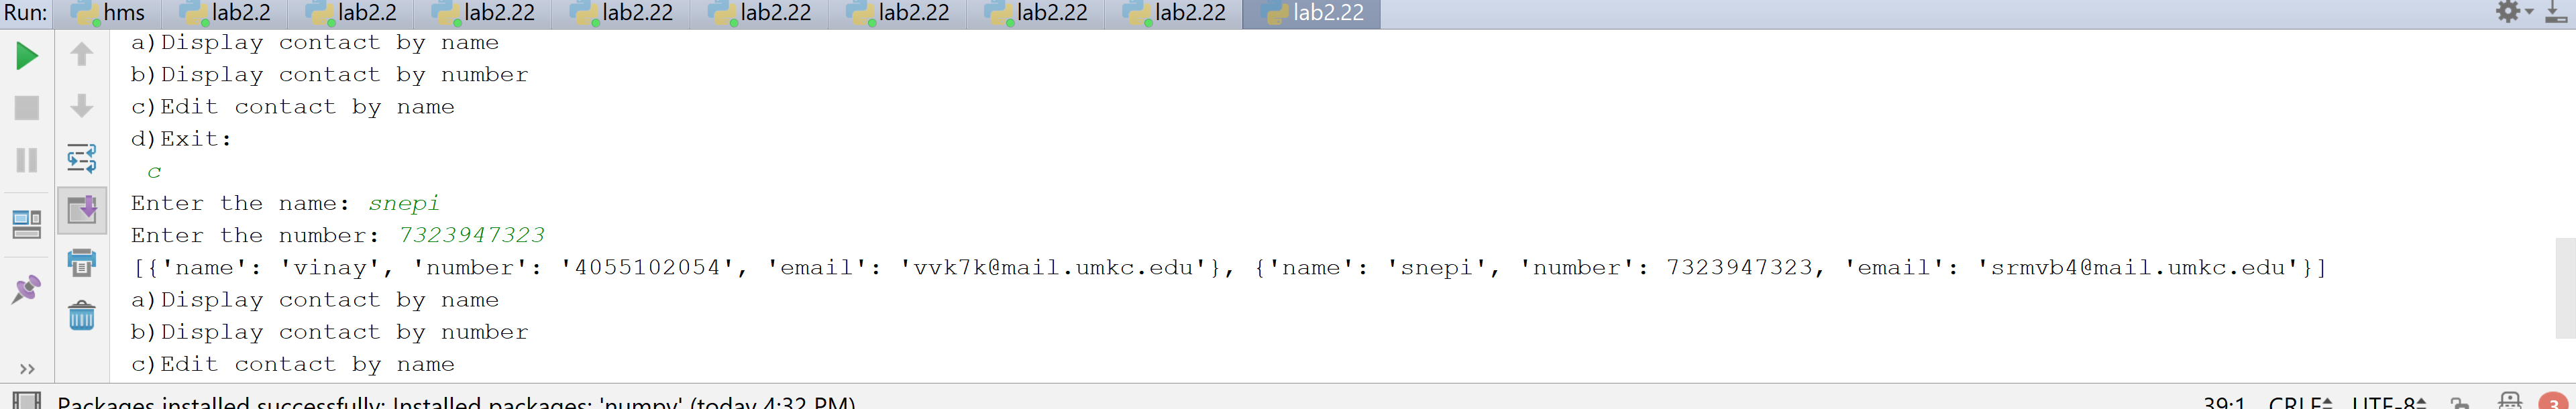 Run: hms lab2.2 lab2.2 lab2.22 lab2.22 lab2.22 lab2.22 lab2.22 lab2.22 lab2.22
a)Display contact by name
b)Display contact by number
c)Edit contact by name
d)Exit:
c
Enter the name: snepi
Enter the number: 7323947323
[{'name': 'vinay', 'number': '4055102054', 'email': 'vvk7k@mail.umkc.edu'}, {'name': 'snepi', 'number': 7323947323, 'email': 'srmvb4@mail.umkc.edu'}]
a)Display contact by name
b)Display contact by number
c)Edit contact by name
Packages installed successfully: Installed packages: 'numpy' (today 4:32 PM) 39:1 CRLF UTF-8 3